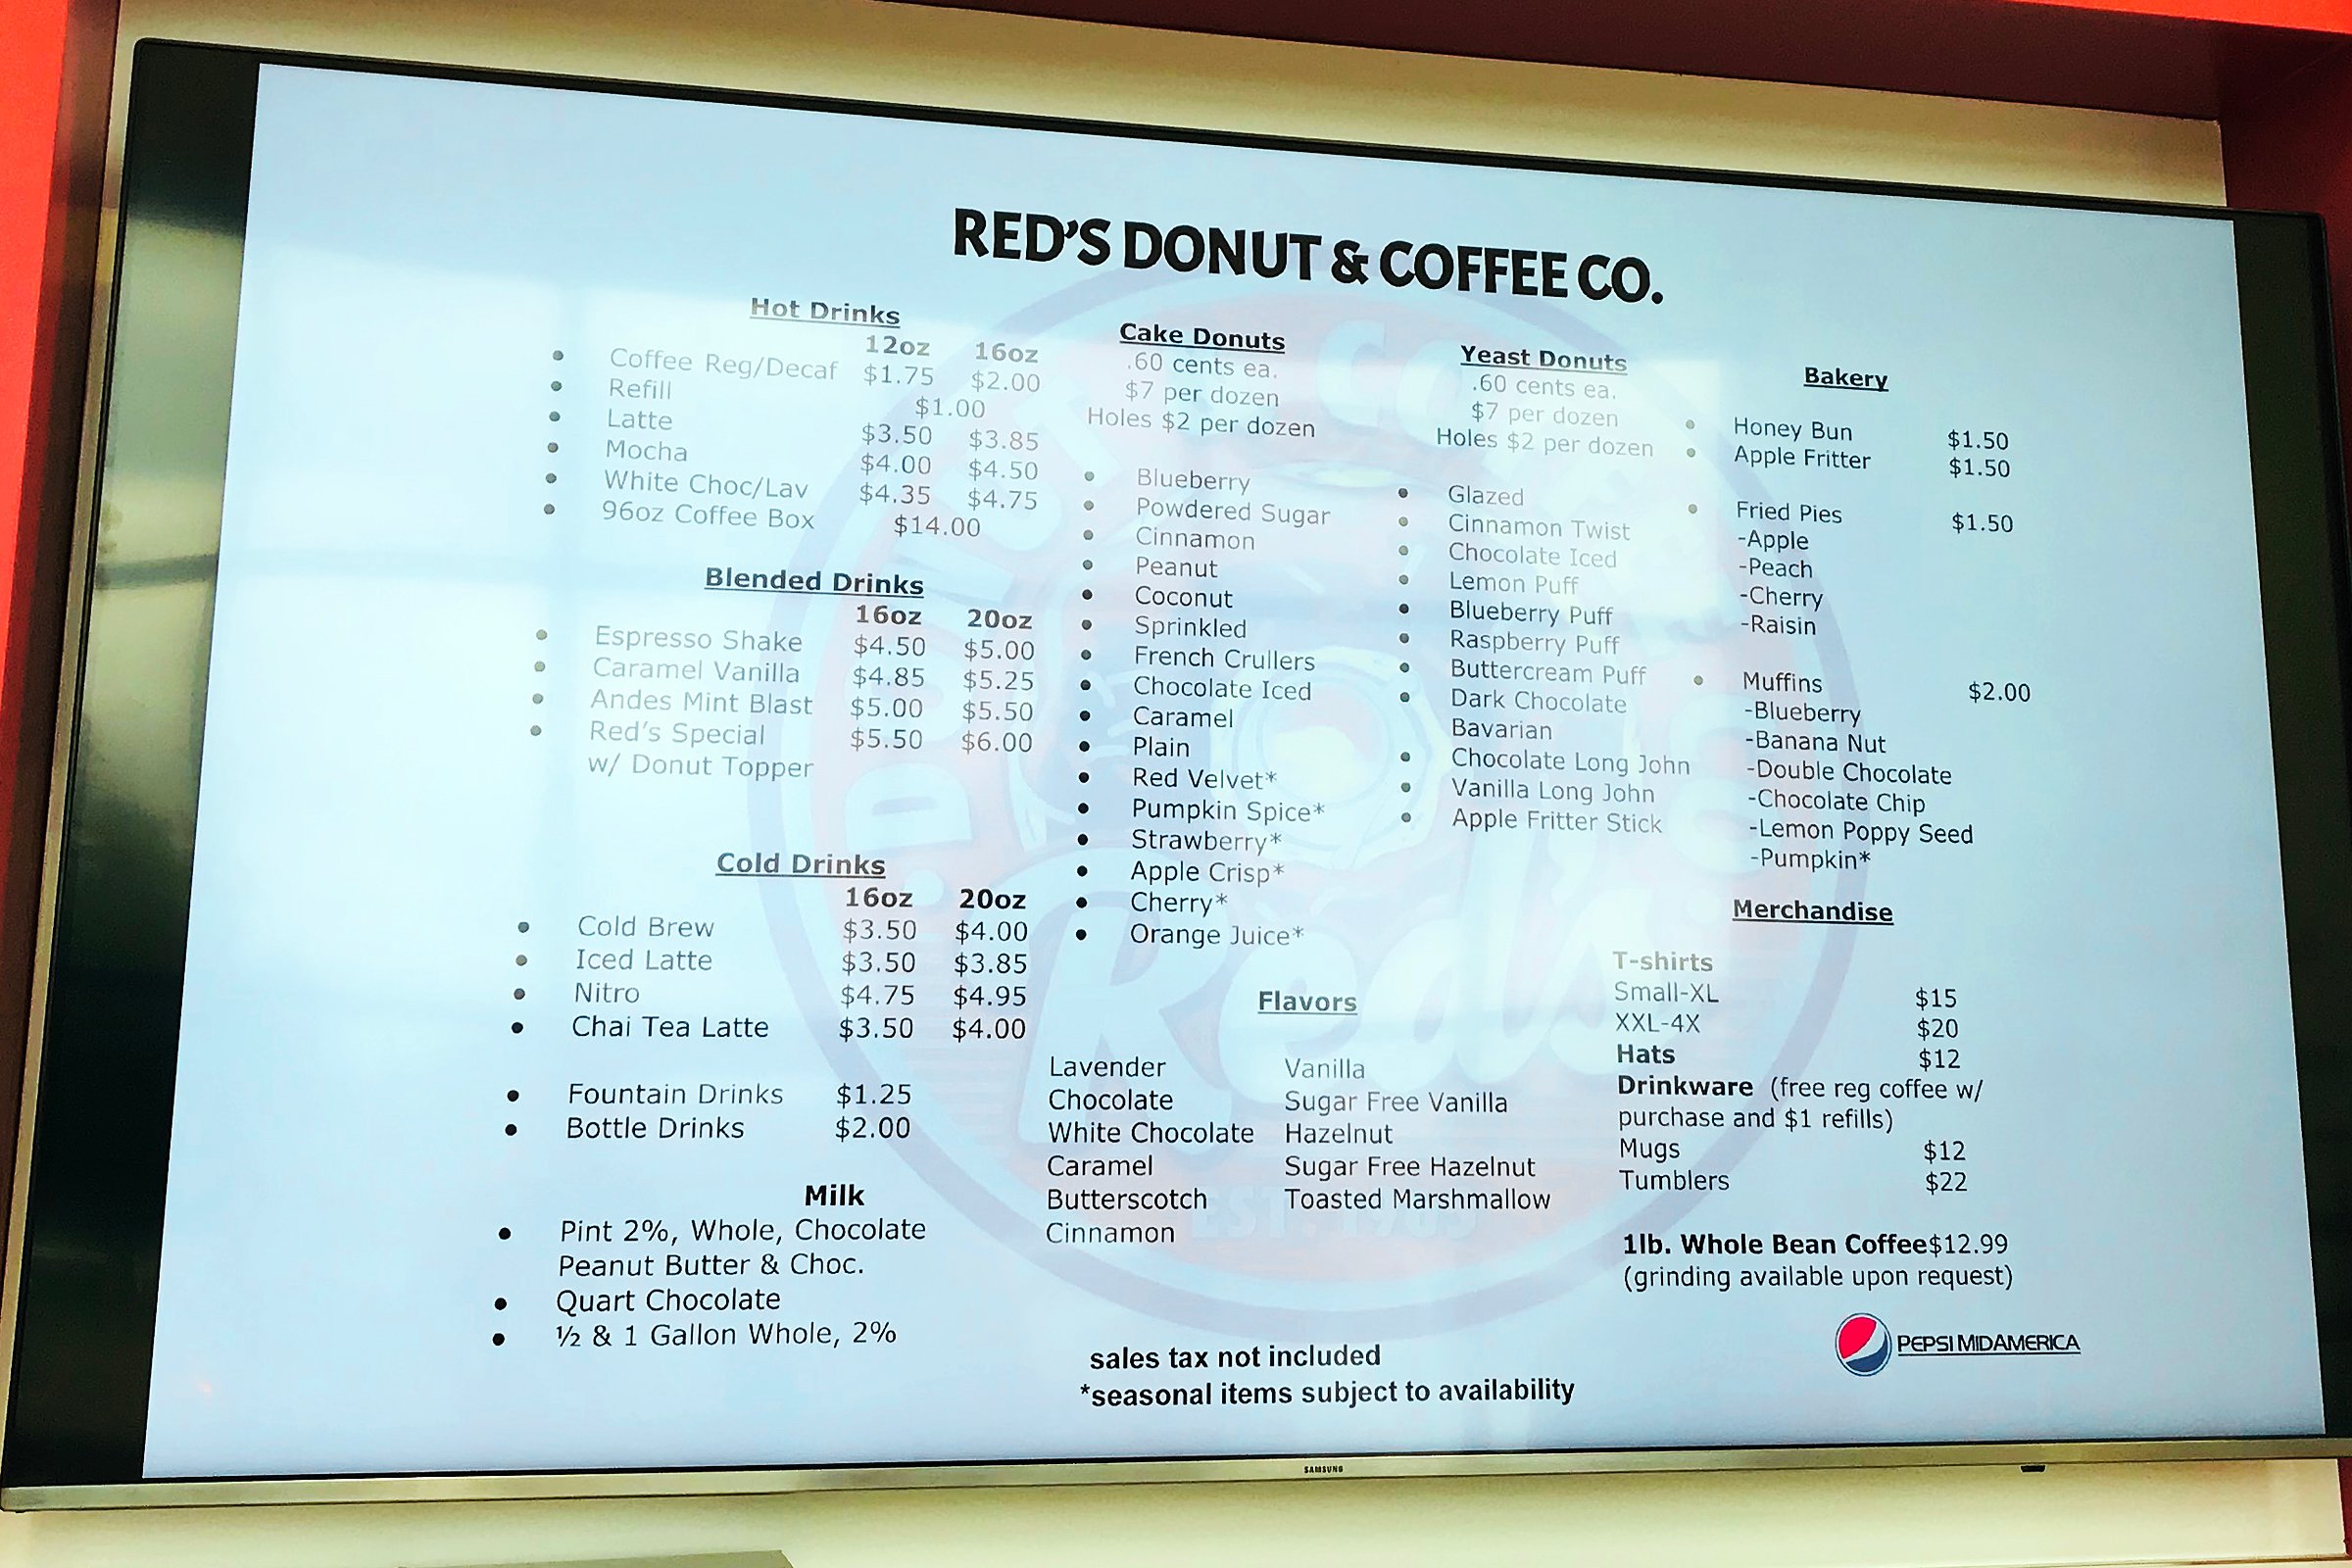 RED'S DONUT & COFFEE CO.
Hot Drinks
12oz 16oz
• Coffee Reg/Decaf $1.75 $2.00
• Refill $1.00
• Latte $3.50 $3.85
• Mocha $4.00 $4.50
• White Choc/Lav $4.35 $4.75
• 96oz Coffee Box $14.00
Blended Drinks
16oz 20oz
• Espresso Shake $4.50 $5.00
• Caramel Vanilla $4.85 $5.25
• Andes Mint Blast $5.00 $5.50
• Red's Special $5.50 $6.00
w/ Donut Topper
Cold Drinks
16oz 20oz
• Cold Brew $3.50 $4.00
• Iced Latte $3.50 $3.85
• Nitro $4.75 $4.95
• Chai Tea Latte $3.50 $4.00
• Fountain Drinks $1.25
• Bottle Drinks $2.00
Milk
• Pint 2%, Whole, Chocolate
Peanut Butter & Choc.
• Quart Chocolate
• ½ & 1 Gallon Whole, 2%
Cake Donuts
.60 cents ea.
$7 per dozen
Holes $2 per dozen
• Blueberry
• Powdered Sugar
• Cinnamon
• Peanut
• Coconut
• Sprinkled
• French Crullers
• Chocolate Iced
• Caramel
• Plain
• Red Velvet*
• Pumpkin Spice*
• Strawberry*
• Apple Crisp*
• Cherry*
• Orange Juice*
Yeast Donuts
.60 cents ea.
$7 per dozen
Holes $2 per dozen
• Glazed
• Cinnamon Twist
• Chocolate Iced
• Lemon Puff
• Blueberry Puff
• Raspberry Puff
• Buttercream Puff
• Dark Chocolate
Bavarian
• Chocolate Long John
• Vanilla Long John
• Apple Fritter Stick
Flavors
Lavender Vanilla
Chocolate Sugar Free Vanilla
White Chocolate Hazelnut
Caramel Sugar Free Hazelnut
Butterscotch Toasted Marshmallow
Cinnamon
Bakery
• Honey Bun $1.50
• Apple Fritter $1.50
• Fried Pies $1.50
-Apple
-Peach
-Cherry
-Raisin
• Muffins $2.00
-Blueberry
-Banana Nut
-Double Chocolate
-Chocolate Chip
-Lemon Poppy Seed
-Pumpkin*
Merchandise
T-shirts
Small-XL $15
XXL-4X $20
Hats $12
Drinkware (free reg coffee w/
purchase and $1 refills)
Mugs $12
Tumblers $22
1lb. Whole Bean Coffee$12.99
(grinding available upon request)
PEPSI MIDAMERICA
sales tax not included
*seasonal items subject to availability
Red's
SAMSUNG